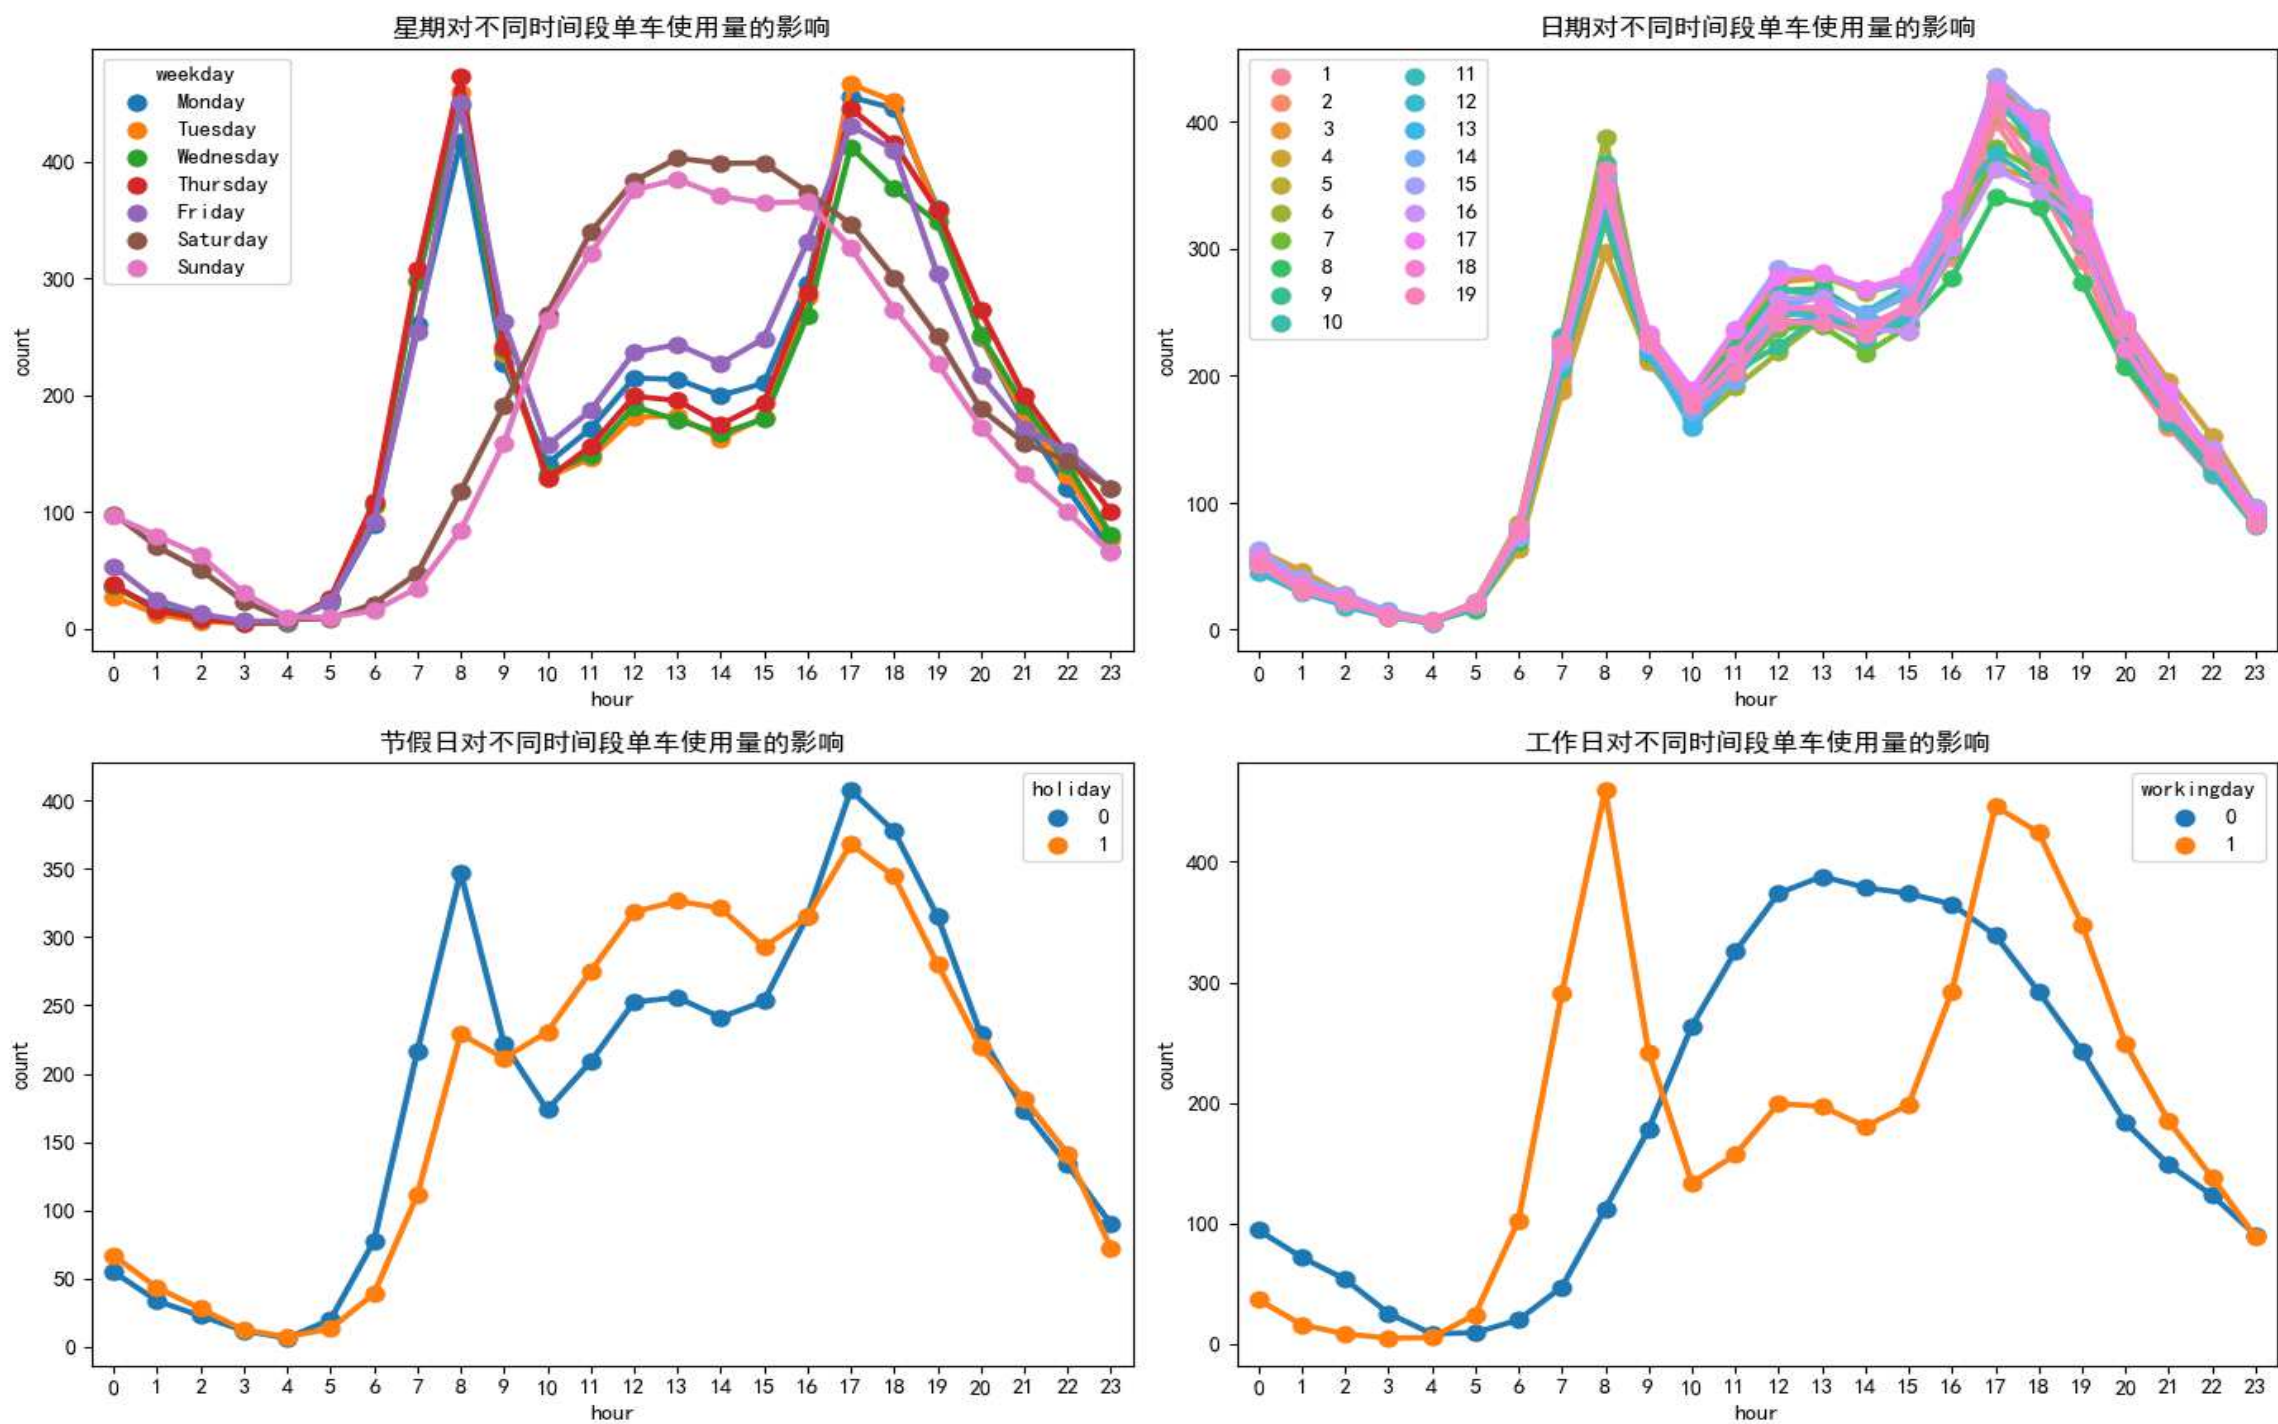 星期对不同时间段单车使用量的影响
weekday
Monday
Tuesday
Wednesday
Thursday
Friday
Saturday
Sunday
count
400
300
200
100
0
0 1 2 3 4 5 6 7 8 9 10 11 12 13 14 15 16 17 18 19 20 21 22 23
hour
日期对不同时间段单车使用量的影响
1 11
2 12
3 13
4 14
5 15
6 16
7 17
8 18
9 19
10
count
400
300
200
100
0
0 1 2 3 4 5 6 7 8 9 10 11 12 13 14 15 16 17 18 19 20 21 22 23
hour
节假日对不同时间段单车使用量的影响
holiday
0
1
count
400
350
300
250
200
150
100
50
0
0 1 2 3 4 5 6 7 8 9 10 11 12 13 14 15 16 17 18 19 20 21 22 23
hour
工作日对不同时间段单车使用量的影响
workingday
0
1
count
400
300
200
100
0
0 1 2 3 4 5 6 7 8 9 10 11 12 13 14 15 16 17 18 19 20 21 22 23
hour